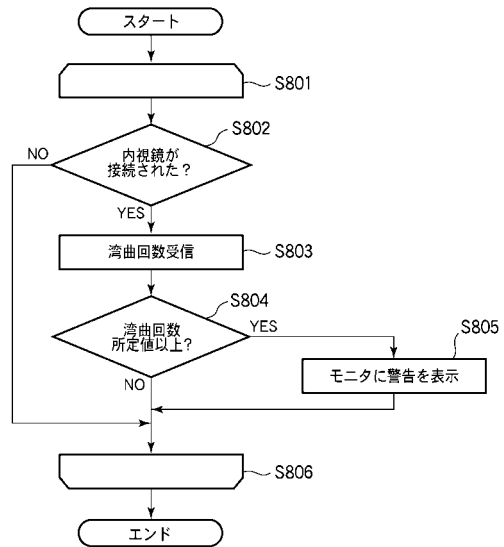 スタート
S801
S802
内視鏡が
接続された?
NO
YES
湾曲回数受信
S803
S804
湾曲回数
所定値以上?
YES
NO
S805
モニタに警告を表示
S806
エンド